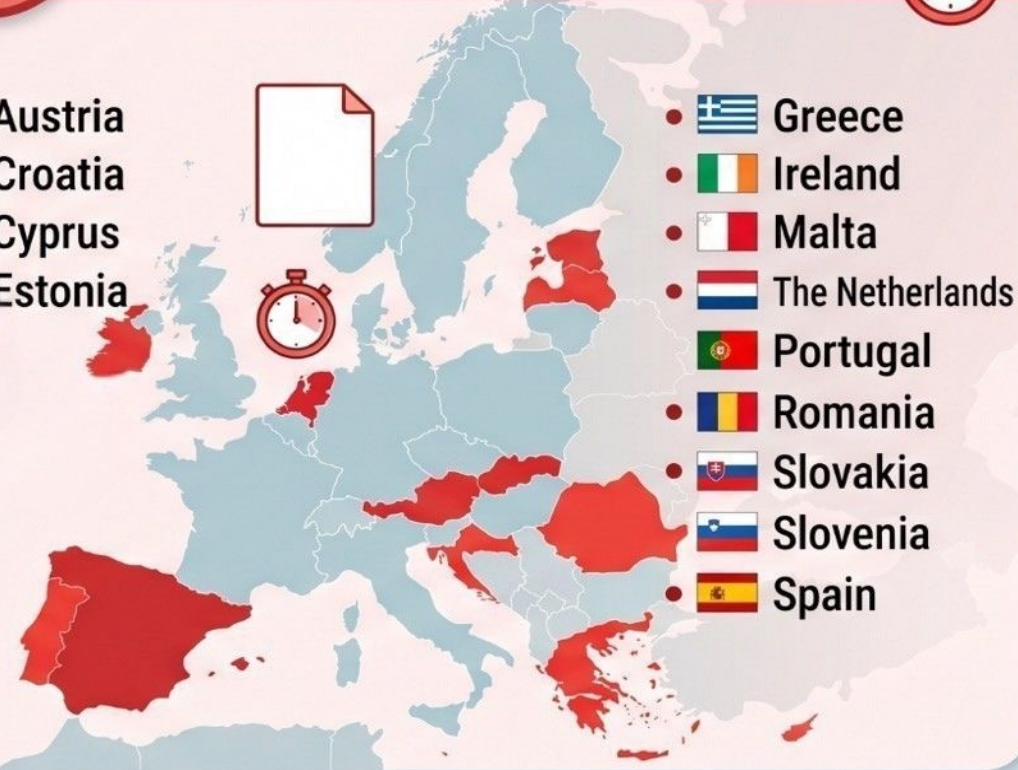 Austria
Croatia
Cyprus
Estonia
Greece
Ireland
Malta
The Netherlands
Portugal
Romania
Slovakia
Slovenia
Spain